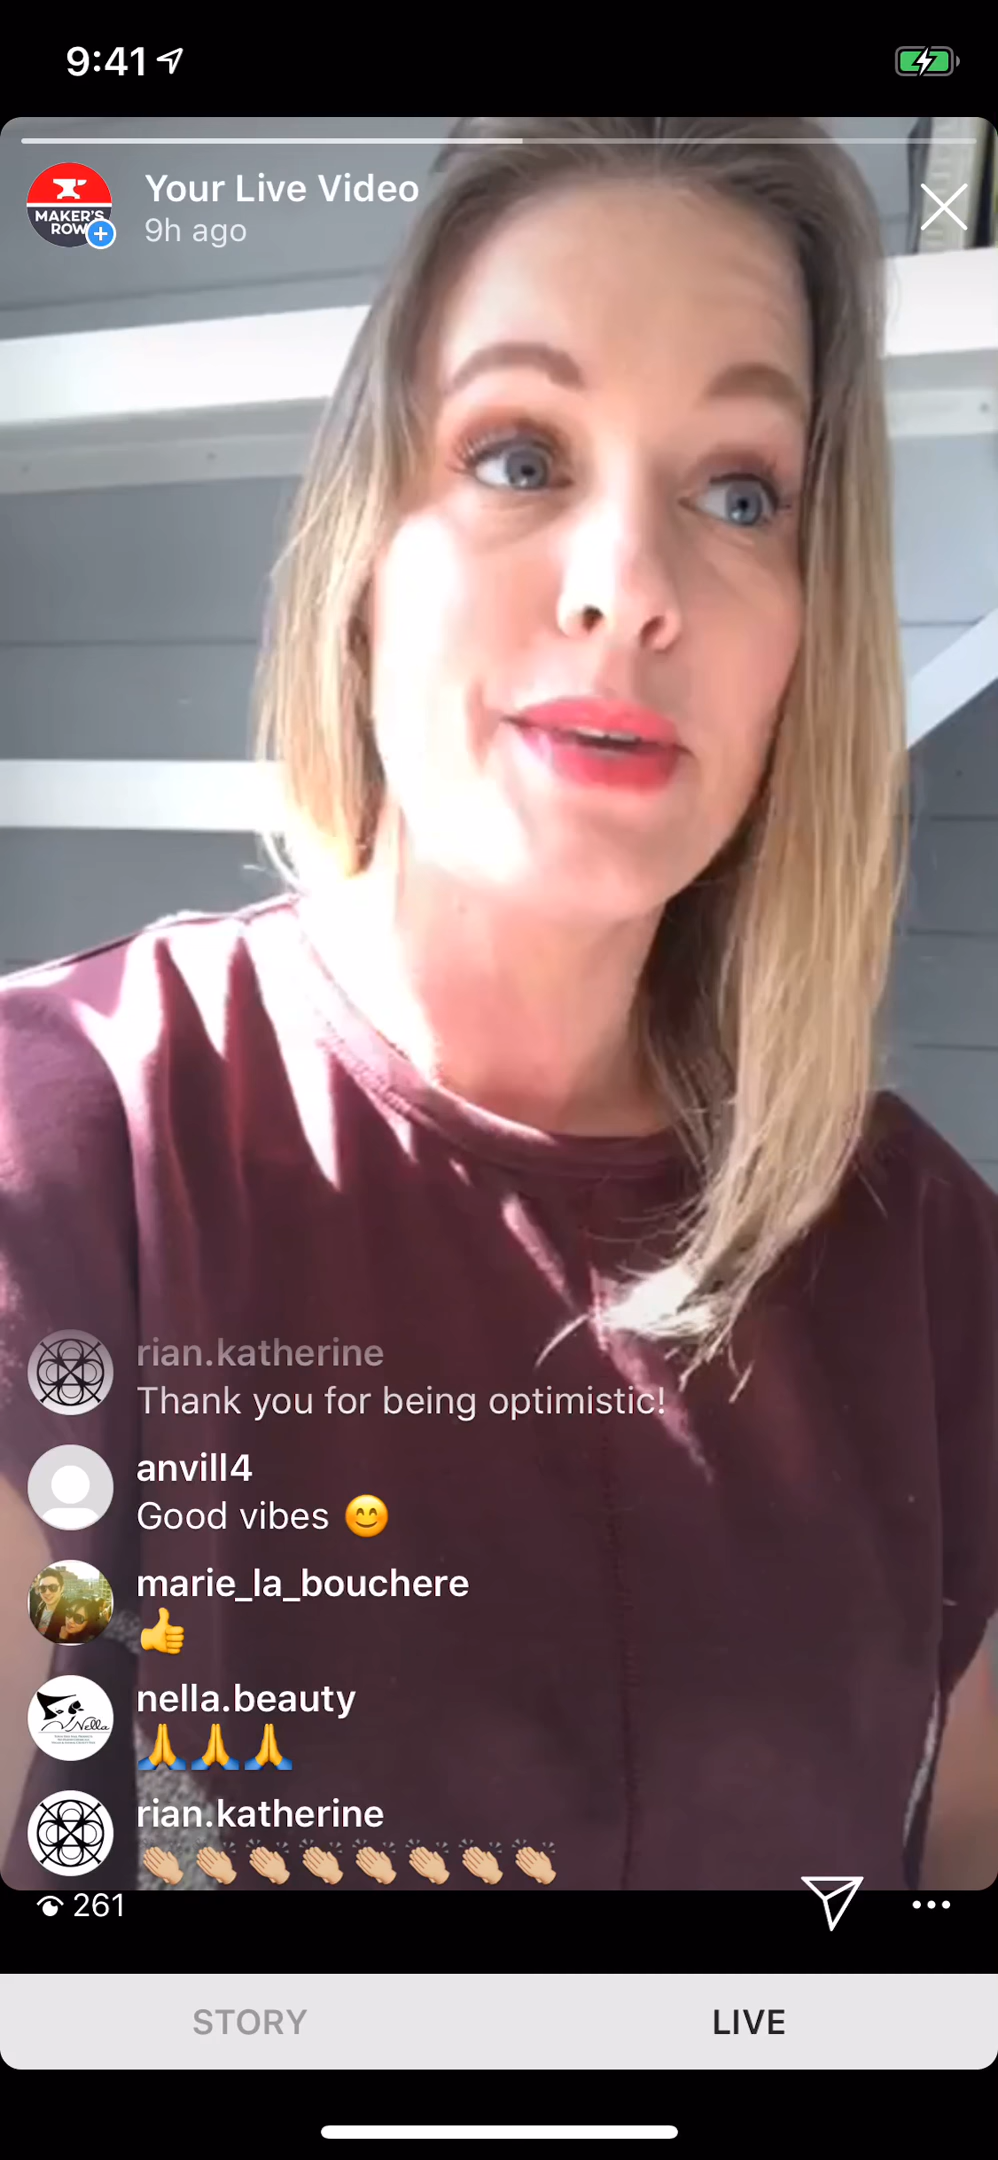 9:41
MAKER'S
ROW
Your Live Video
9h ago
rian.katherine
Thank you for being optimistic!
anvill4
Good vibes 😊
marie_la_bouchere
👍
nella.beauty
Nella
🙏🙏🙏
rian.katherine
👏🏼👏🏼👏🏼👏🏼👏🏼👏🏼👏🏼👏🏼
261
STORY
LIVE